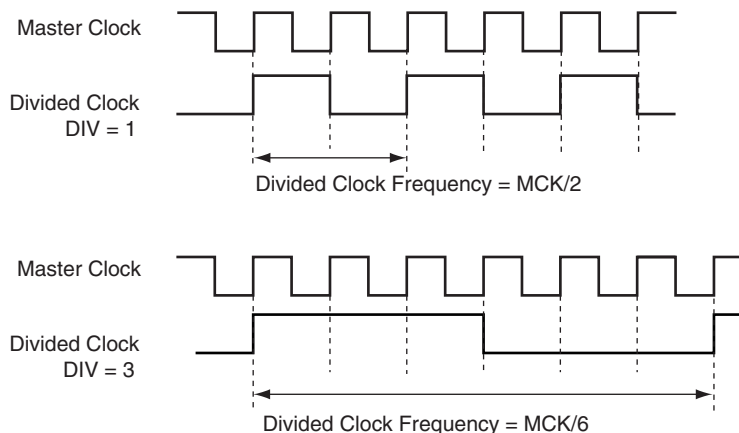 Master Clock
Divided Clock
DIV = 1
Divided Clock Frequency = MCK/2
Master Clock
Divided Clock
DIV = 3
Divided Clock Frequency = MCK/6